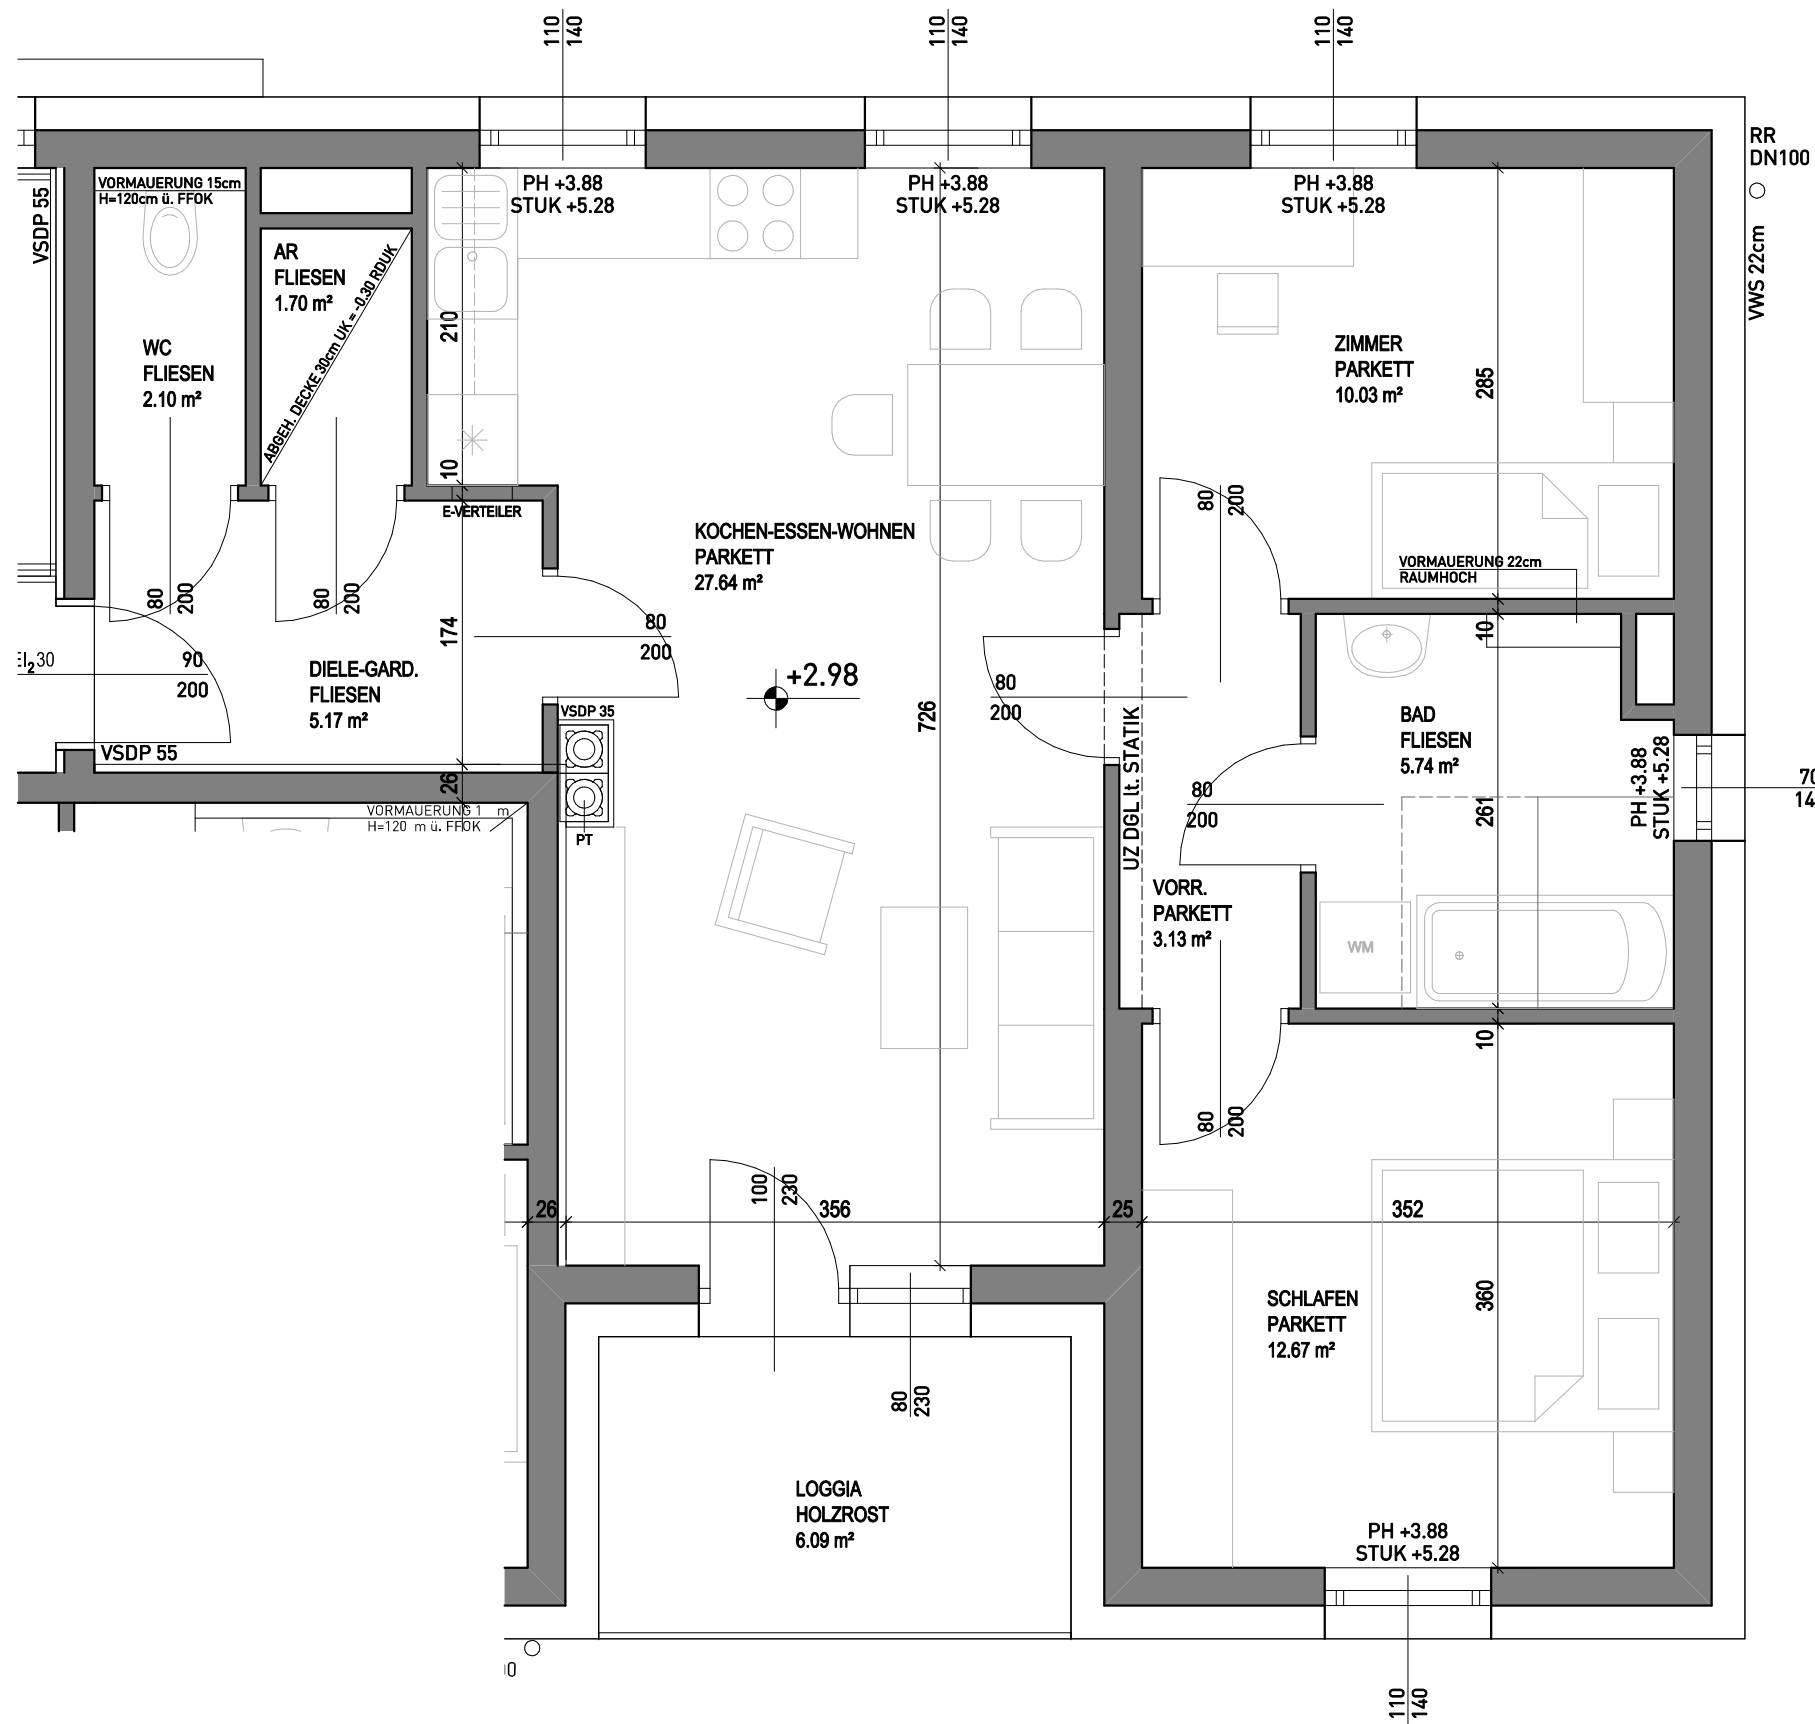 110
140
110
140
110
140
RR
DN100
VWS 22cm
VSDP 55
VORMAUERUNG 15cm
H=120cm ü. FFOK
PH +3.88
STUK +5.28
PH +3.88
STUK +5.28
PH +3.88
STUK +5.28
AR
FLIESEN
1.70 m²
ABGEH. DECKE 30cm UK = -0.30 RDUK
WC
FLIESEN
2.10 m²
210
10
E-VERTEILER
ZIMMER
PARKETT
10.03 m²
285
KOCHEN-ESSEN-WOHNEN
PARKETT
27.64 m²
80
200
80
200
80
200
VORMAUERUNG 22cm
RAUMHOCH
10
174
80
200
90
200
30
DIELE-GARD.
FLIESEN
5.17 m²
+2.98
80
200
726
VSDP 35
VSDP 55
26
PT
VORMAUERUNG 1 m
H=120 m ü. FFOK
UZ DGL lt. STATIK
BAD
FLIESEN
5.74 m²
PH +3.88
STUK +5.28
80
200
261
VORR.
PARKETT
3.13 m²
WM
10
80
200
100
230
26
356
25
352
360
SCHLAFEN
PARKETT
12.67 m²
80
230
LOGGIA
HOLZROST
6.09 m²
PH +3.88
STUK +5.28
110
140